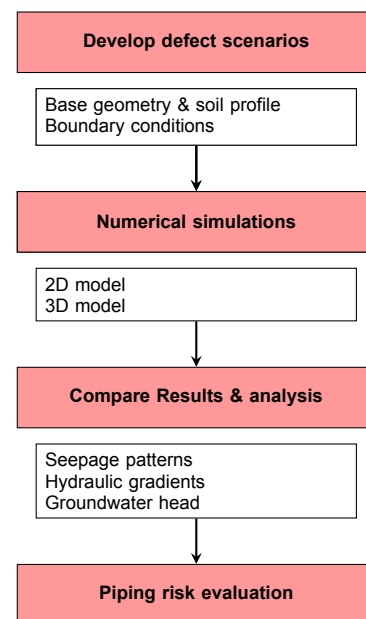 Develop defect scenarios
Base geometry & soil profile
Boundary conditions
Numerical simulations
2D model
3D model
Compare Results & analysis
Seepage patterns
Hydraulic gradients
Groundwater head
Piping risk evaluation